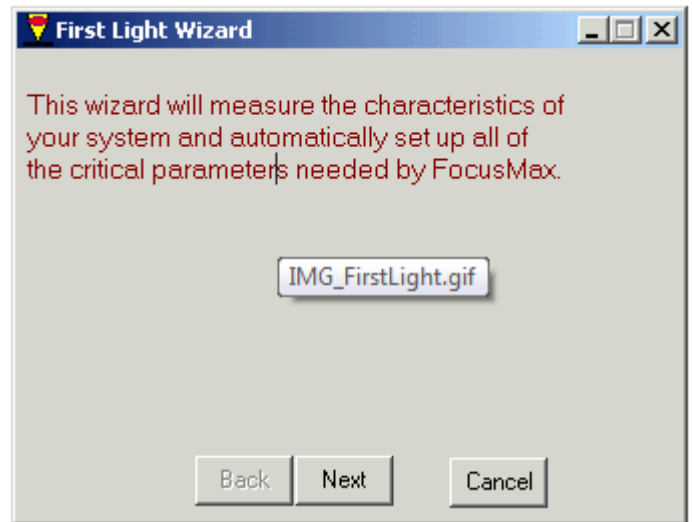 First Light Wizard
This wizard will measure the characteristics of
your system and automatically set up all of
the critical parameters needed by FocusMax.
IMG_FirstLight.gif
Back Next Cancel